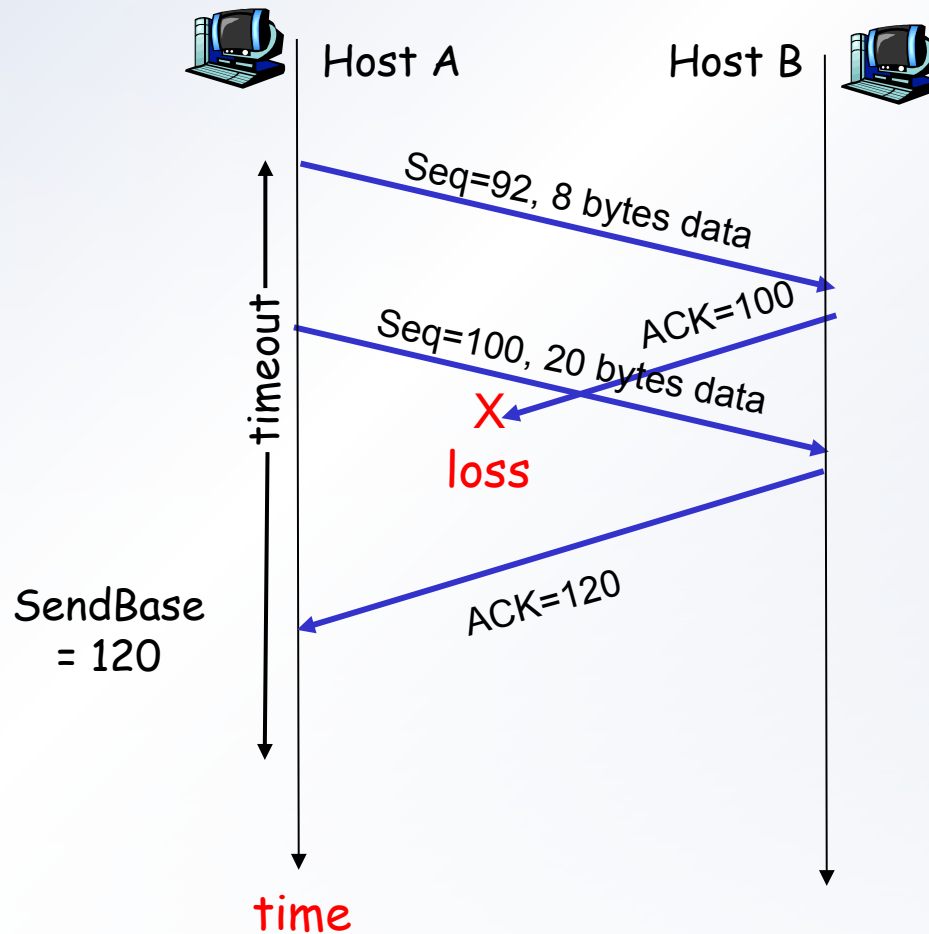 Host A
Host B
Seq=92, 8 bytes data
ACK=100
timeout
Seq=100, 20 bytes data
X
loss
ACK=120
SendBase
= 120
time